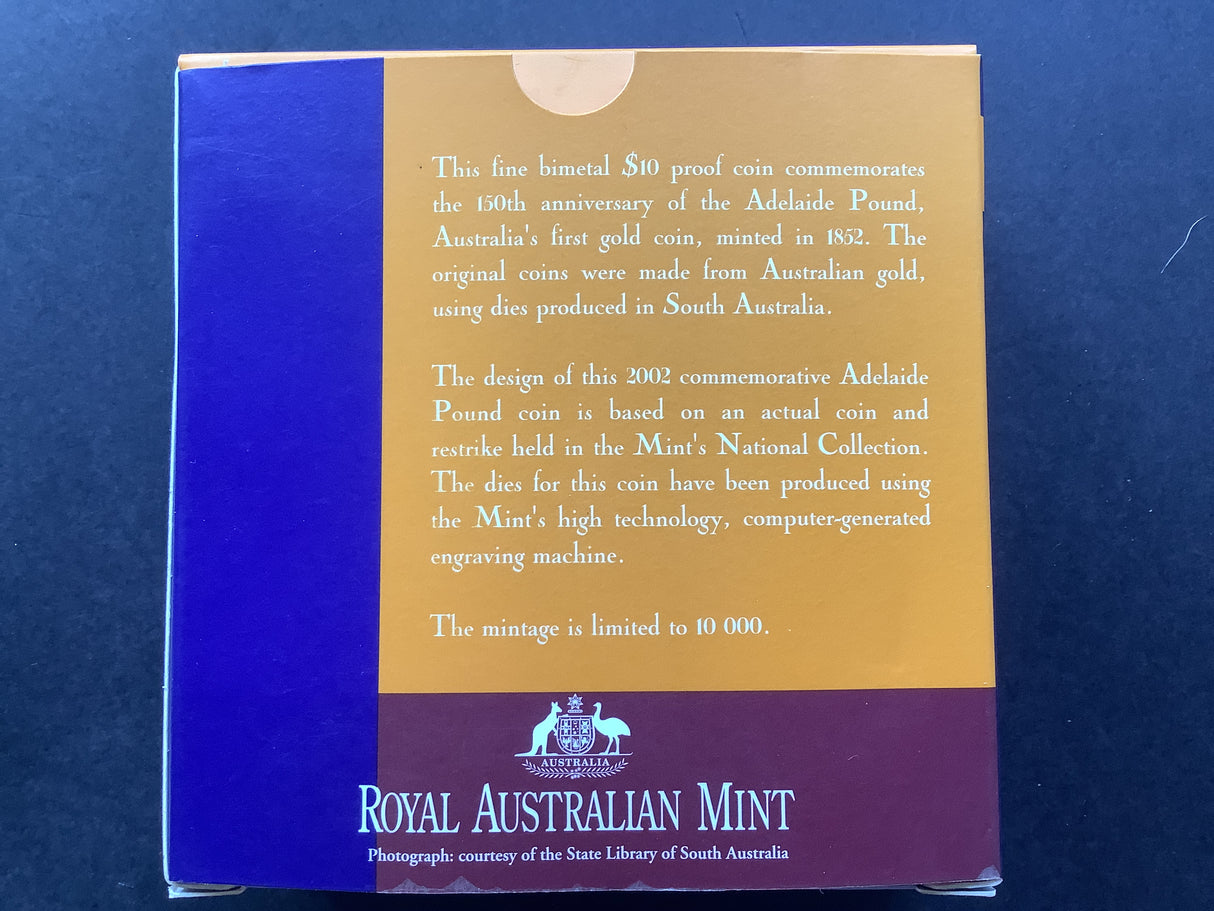 This fine bimetal $10 proof coin commemorates
the 150th anniversary of the Adelaide Pound,
Australia's first gold coin, minted in 1852. The
original coins were made from Australian gold,
using dies produced in South Australia.
The design of this 2002 commemorative Adelaide
Pound coin is based on an actual coin and
restrike held in the Mint's National Collection.
The dies for this coin have been produced using
the Mint's high technology, computer-generated
engraving machine.
The mintage is limited to 10 000.
AUSTRALIA
ROYAL AUSTRALIAN MINT
Photograph: courtesy of the State Library of South Australia